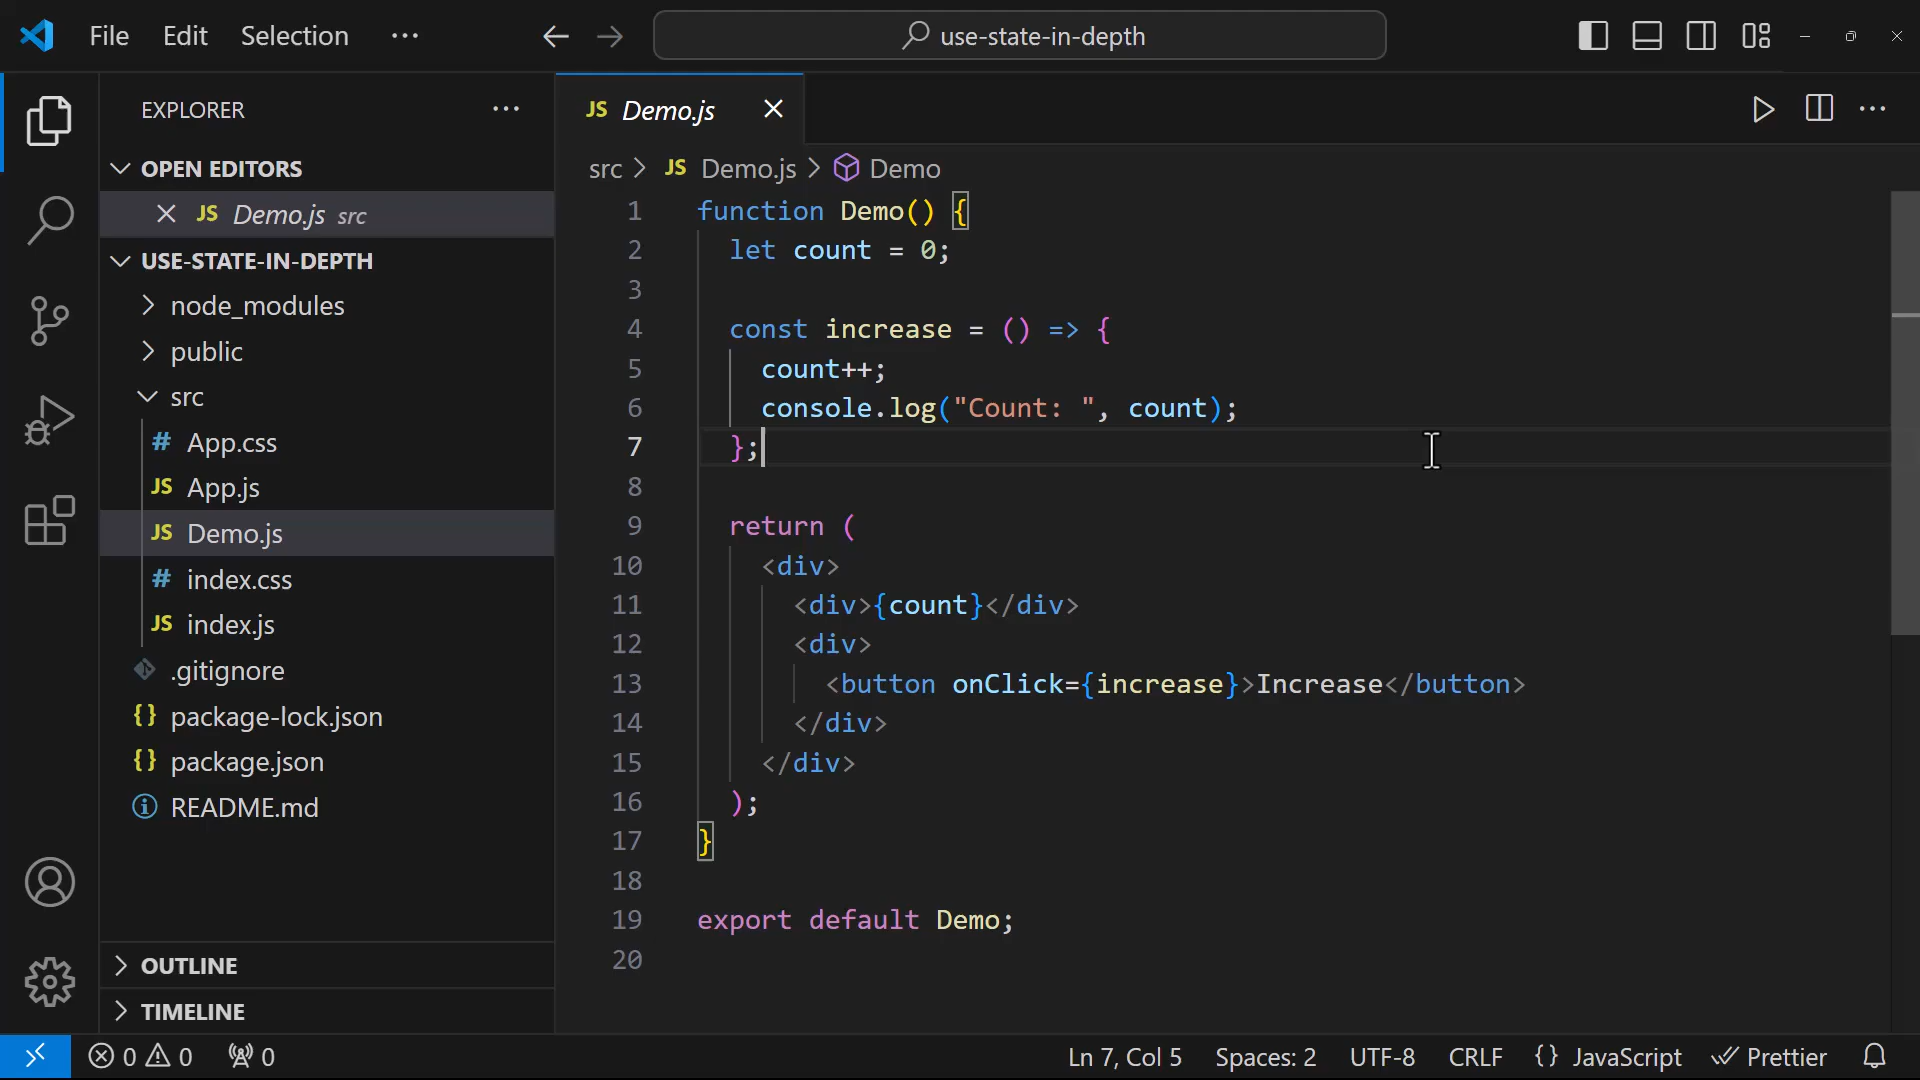 File Edit Selection ··· use-state-in-depth
EXPLORER ···
OPEN EDITORS
JS Demo.js src
USE-STATE-IN-DEPTH
node_modules
public
src
# App.css
JS App.js
JS Demo.js
# index.css
JS index.js
.gitignore
{} package-lock.json
{} package.json
README.md
OUTLINE
TIMELINE
JS Demo.js
src > JS Demo.js > Demo
1 function Demo() {
2 let count = 0;
3
4 const increase = () => {
5 count++;
6 console.log("Count: ", count);
7 };
8
9 return (
10 <div>
11 <div>{count}</div>
12 <div>
13 <button onClick={increase}>Increase</button>
14 </div>
15 </div>
16 );
17 }
18
19 export default Demo;
20
0 0 0 Ln 7, Col 5 Spaces: 2 UTF-8 CRLF {} JavaScript Prettier